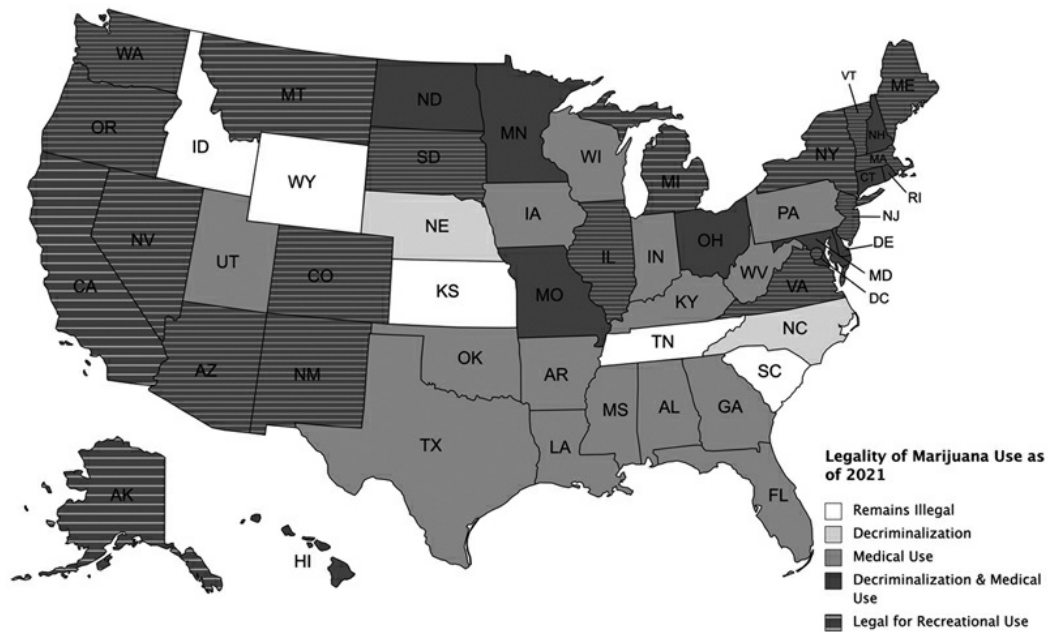 WA
MT
ND
MN
VT
ME
OR
ID
SD
WI
NH
NY
MA
WY
MI
CT
RI
IA
PA
NE
NJ
NV
OH
DE
UT
IL
IN
CO
WV
MD
CA
KS
MO
KY
VA
DC
NC
TN
AZ
NM
OK
AR
SC
MS
AL
GA
TX
LA
Legality of Marijuana Use as
of 2021
AK
FL
Remains Illegal
Decriminalization
HI
Medical Use
Decriminalization & Medical
Use
Legal for Recreational Use